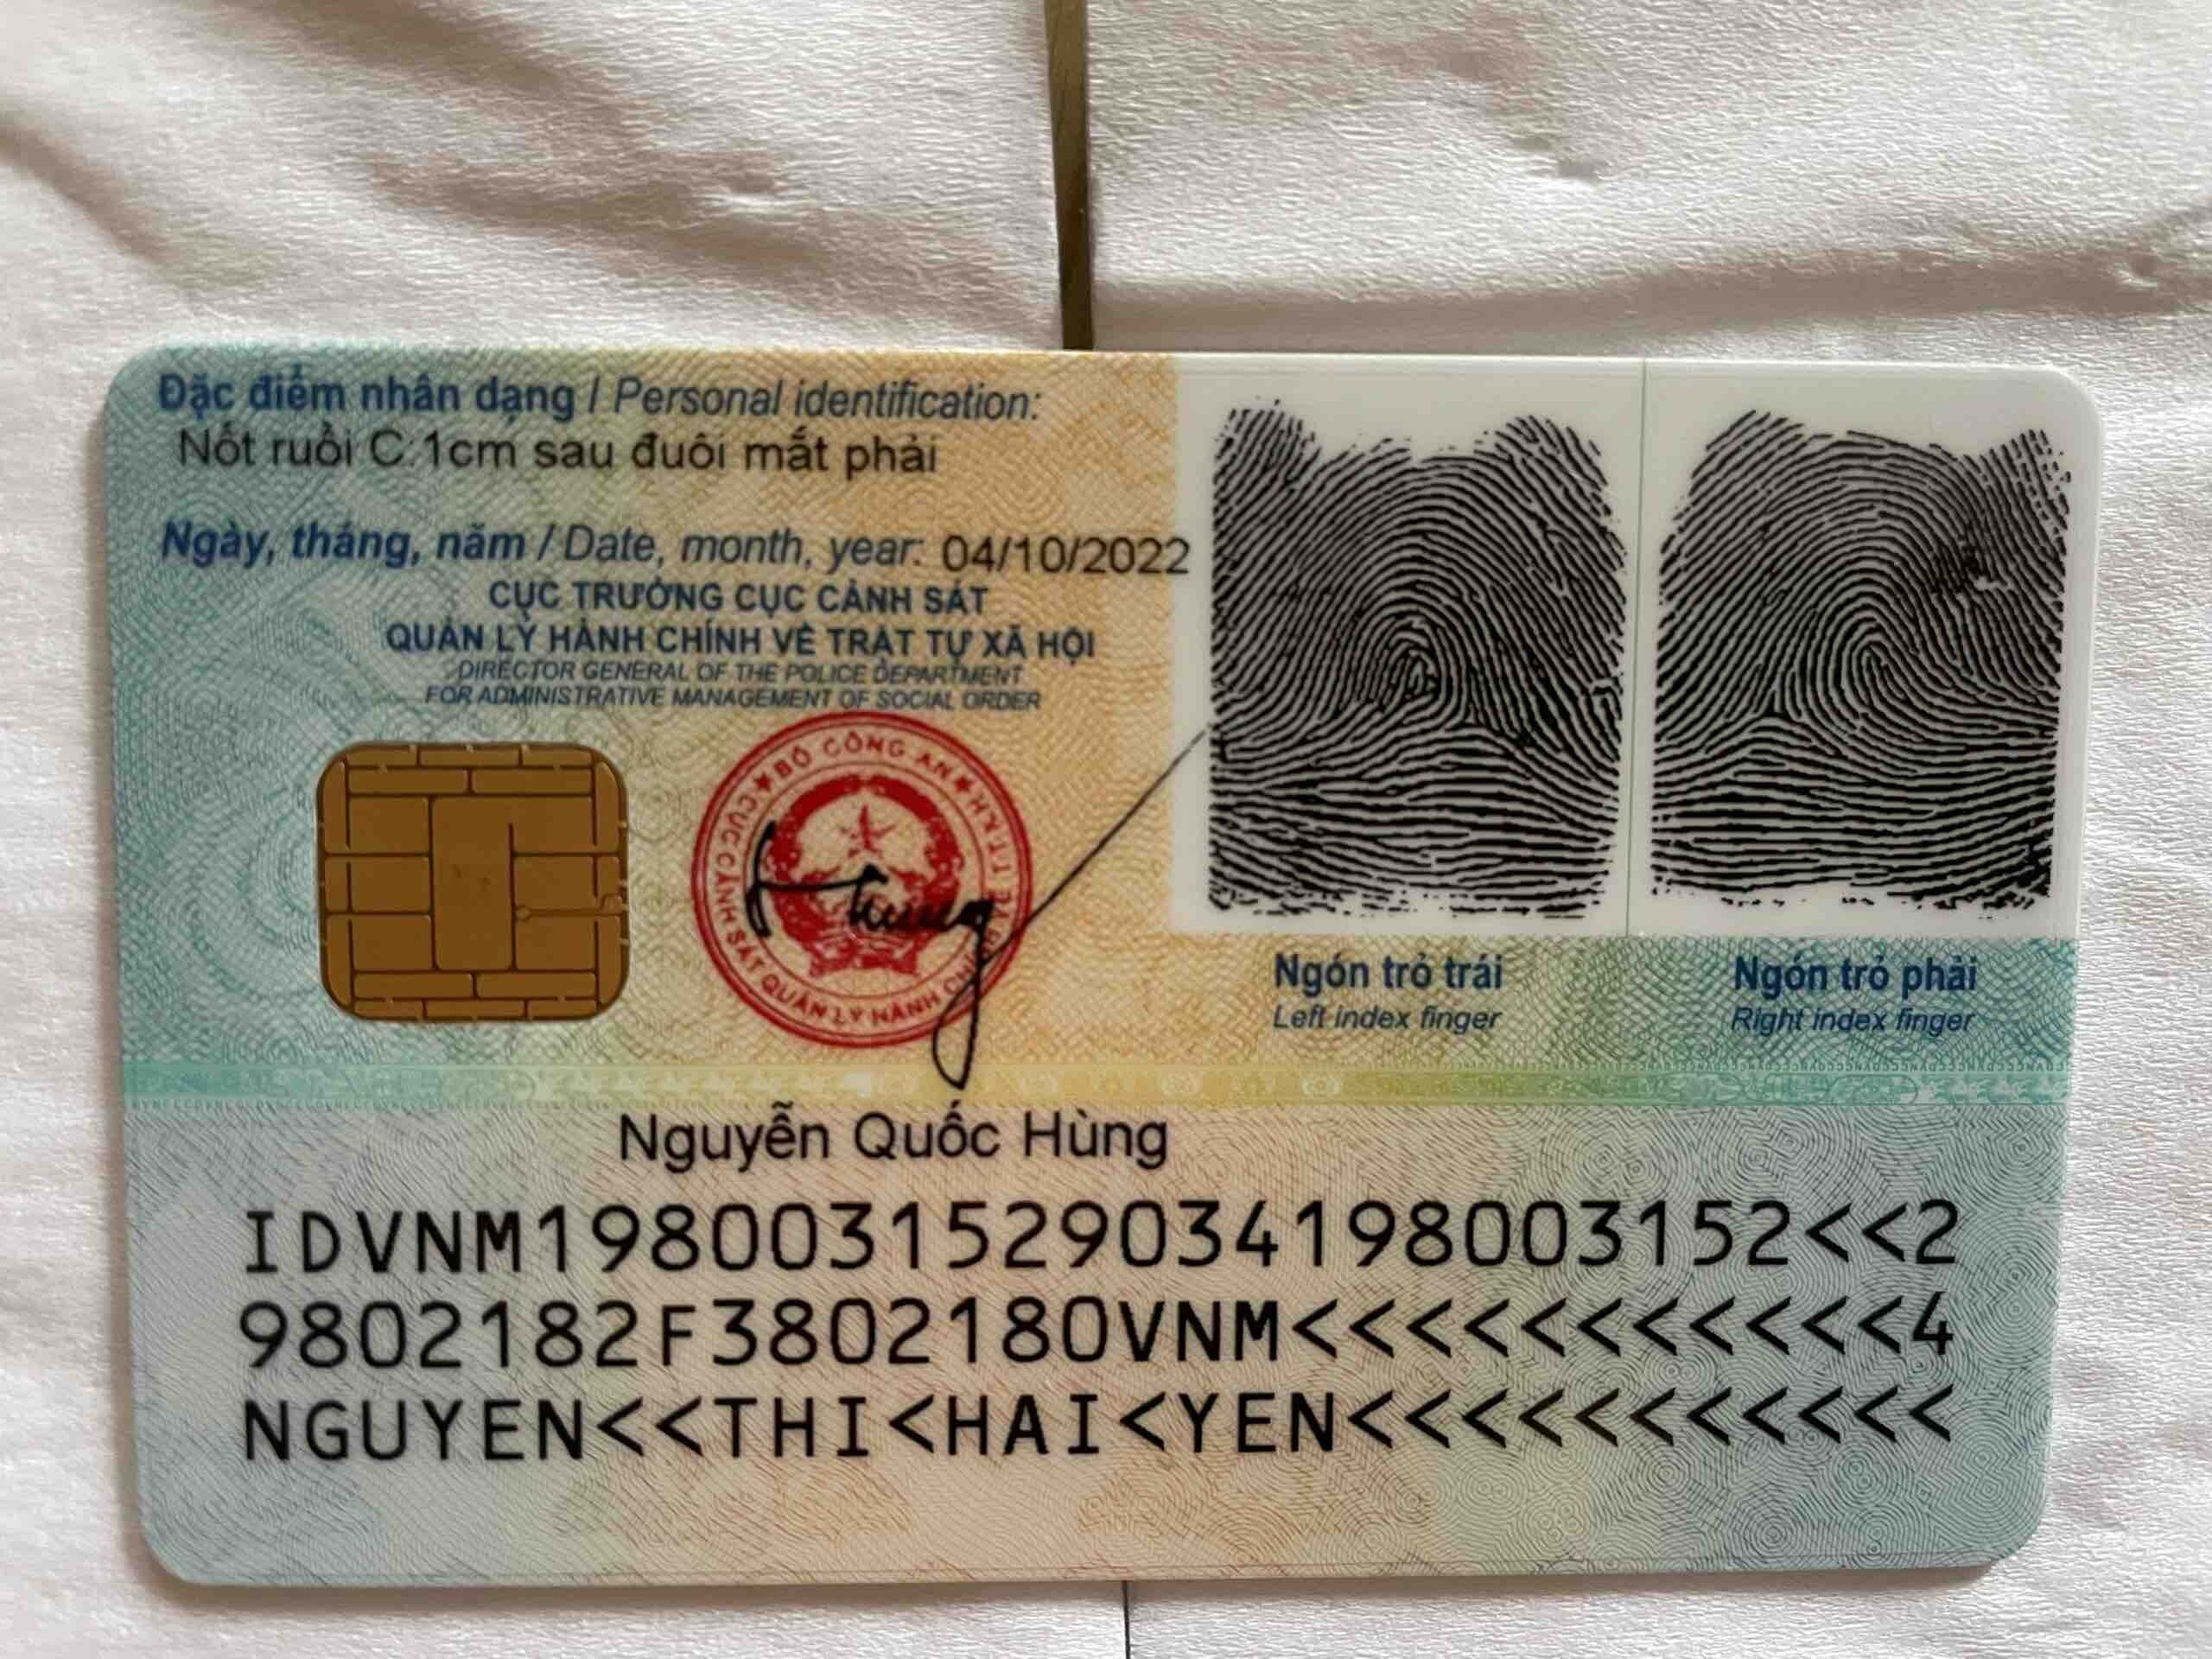 Đặc điểm nhân dạng / Personal identification:
Nốt ruồi C:1cm sau đuôi mắt phải
Ngày, tháng, năm / Date, month, year: 04/10/2022
CỤC TRƯỞNG CỤC CẢNH SÁT
QUẢN LÝ HÀNH CHÍNH VỀ TRẬT TỰ XÃ HỘI
DIRECTOR GENERAL OF THE POLICE DEPARTMENT
FOR ADMINISTRATIVE MANAGEMENT OF SOCIAL ORDER
BỘ CÔNG AN
CỤC CẢNH SÁT QUẢN LÝ HÀNH CHÍNH
Hùng
Ngón trỏ trái
Left index finger
Ngón trỏ phải
Right index finger
Nguyễn Quốc Hùng
IDVNM1980031529034198003152<<2
9802182F3802180VNM<<<<<<<<<<<4
NGUYEN<<THI<HAI<YEN<<<<<<<<<<<